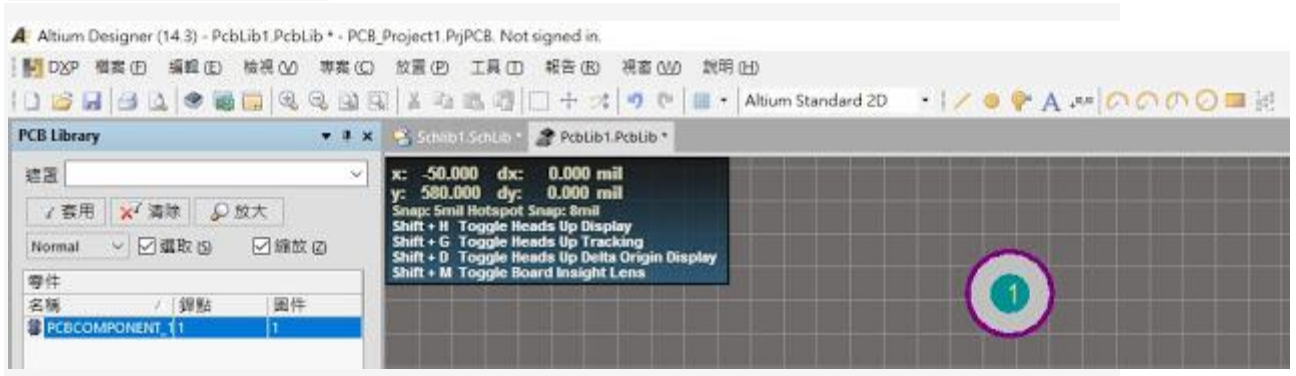 Altium Designer (14.3) - PcbLib1.PcbLib * - PCB_Project1.PrjPCB. Not signed in.
DXP 檔案(F) 編輯(E) 檢視(V) 專案(C) 放置(P) 工具(T) 報告(R) 視窗(W) 說明(H)
Altium Standard 2D
PCB Library
Schlib1.SchLib * PcbLib1.PcbLib *
遮罩
套用 清除 放大
Normal 選取(S) 縮放(Z)
零件
名稱 / 銲點 圖件
PCBCOMPONENT_1 1 1
x: -50.000 dx: 0.000 mil
y: 580.000 dy: 0.000 mil
Snap: 5mil Hotspot Snap: 8mil
Shift + H Toggle Heads Up Display
Shift + G Toggle Heads Up Tracking
Shift + D Toggle Heads Up Delta Origin Display
Shift + M Toggle Board Insight Lens
1